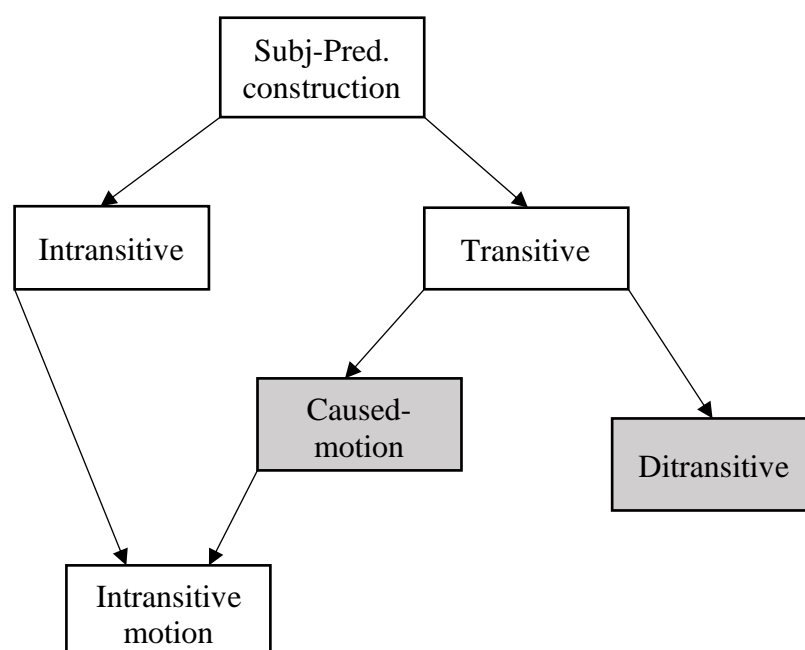 Subj-Pred.
construction
Intransitive
Transitive
Caused-
motion
Ditransitive
Intransitive
motion